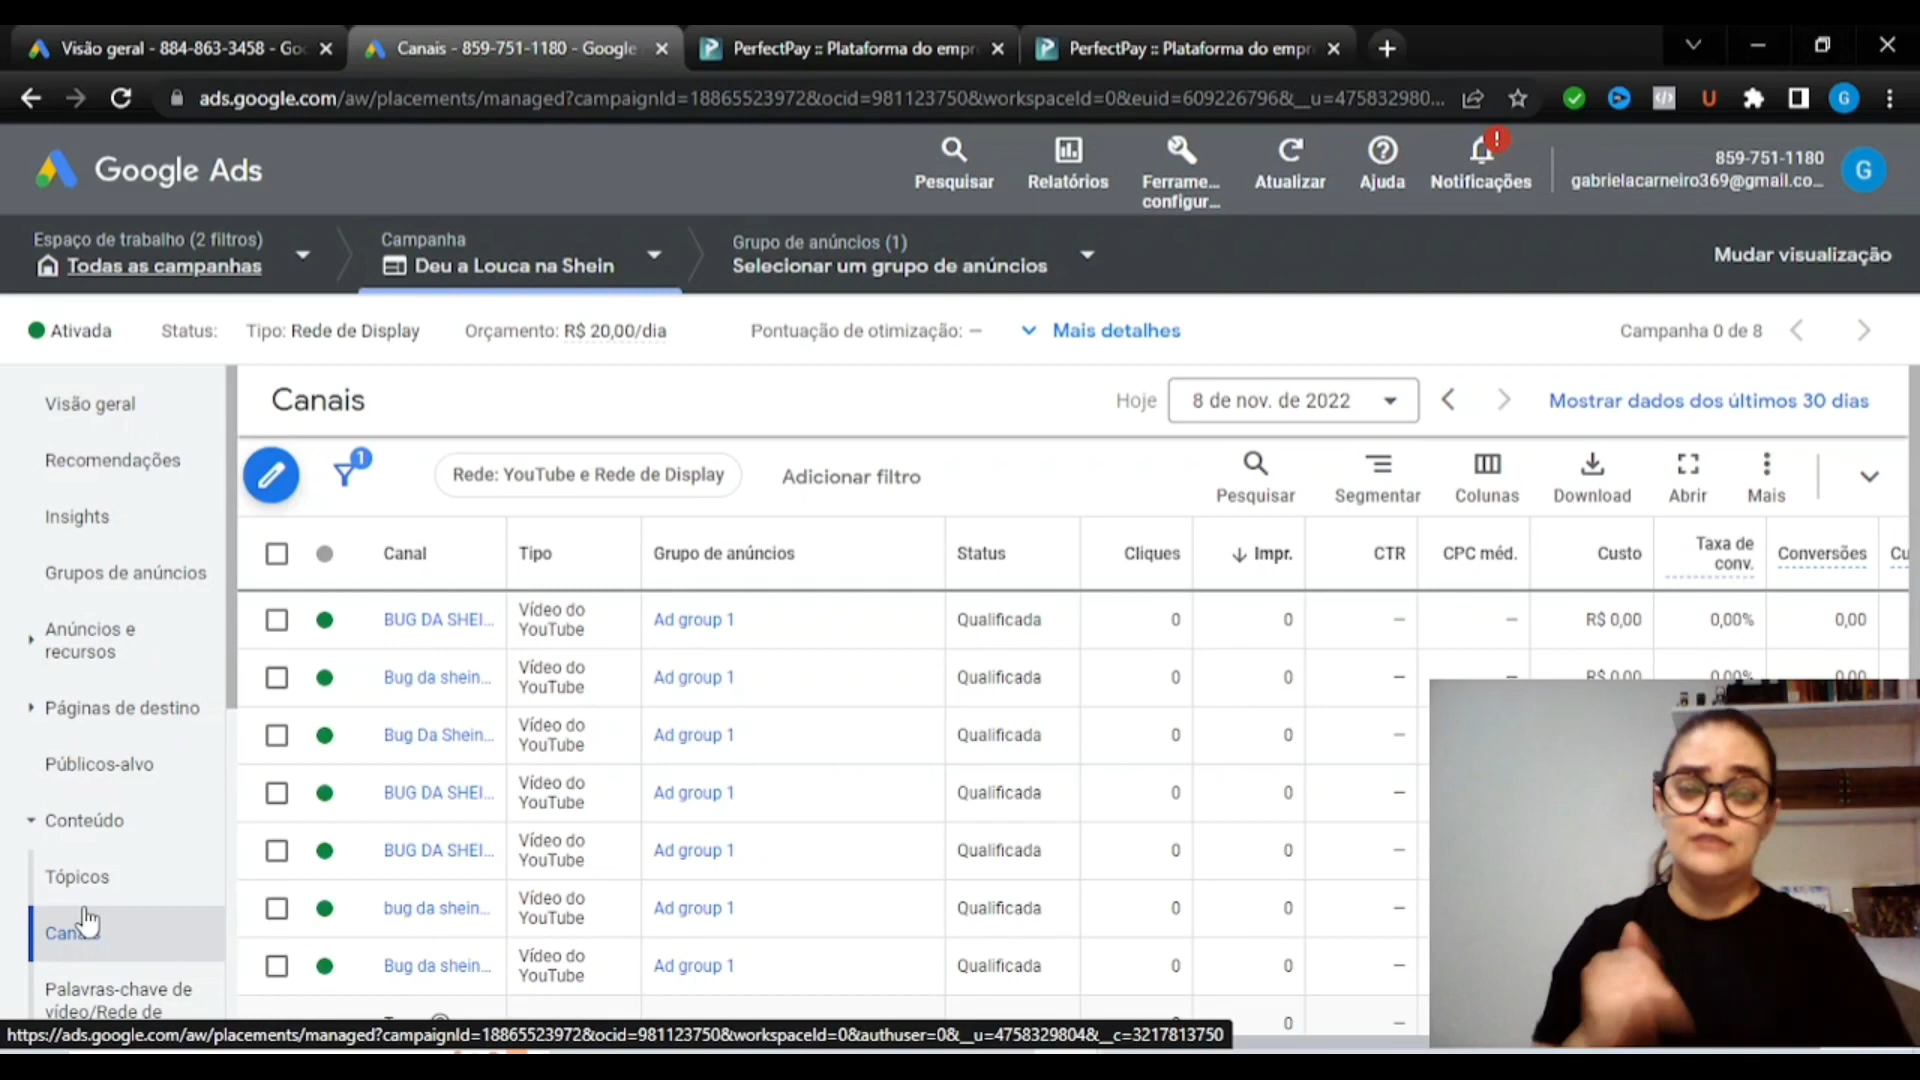 Visão geral - 884-863-3458 - Go
Canais - 859-751-1180 - Google
PerfectPay :: Plataforma do empr
PerfectPay :: Plataforma do empr
ads.google.com/aw/placements/managed?campaignId=18865523972&ocid=981123750&workspaceId=0&euid=609226796&__u=475832980...
G
Google Ads
Pesquisar
Relatórios
Ferrame...
configur...
Atualizar
Ajuda
Notificações
859-751-1180
gabrielacarneiro369@gmail.co...
G
Espaço de trabalho (2 filtros)
Todas as campanhas
Campanha
Deu a Louca na Shein
Grupo de anúncios (1)
Selecionar um grupo de anúncios
Mudar visualização
Ativada
Status:
Tipo: Rede de Display
Orçamento: R$ 20,00/dia
Pontuação de otimização: –
Mais detalhes
Campanha 0 de 8
Visão geral
Recomendações
Insights
Grupos de anúncios
Anúncios e
recursos
Páginas de destino
Públicos-alvo
Conteúdo
Tópicos
Canais
Palavras-chave de
vídeo/Rede de
Canais
Hoje
8 de nov. de 2022
Mostrar dados dos últimos 30 dias
1
Rede: YouTube e Rede de Display
Adicionar filtro
Pesquisar
Segmentar
Colunas
Download
Abrir
Mais
Canal
Tipo
Grupo de anúncios
Status
Cliques
Impr.
CTR
CPC méd.
Custo
Taxa de
conv.
Conversões
Cu
BUG DA SHEI...
Vídeo do
YouTube
Ad group 1
Qualificada
0
0
–
–
R$ 0,00
0,00%
0,00
Bug da shein...
Vídeo do
YouTube
Ad group 1
Qualificada
0
0
–
–
R$ 0,00
0,00%
0,00
Bug Da Shein...
Vídeo do
YouTube
Ad group 1
Qualificada
0
0
–
BUG DA SHEI...
Vídeo do
YouTube
Ad group 1
Qualificada
0
0
–
BUG DA SHEI...
Vídeo do
YouTube
Ad group 1
Qualificada
0
0
–
bug da shein...
Vídeo do
YouTube
Ad group 1
Qualificada
0
0
–
Bug da shein...
Vídeo do
YouTube
Ad group 1
Qualificada
0
0
–
0
–
https://ads.google.com/aw/placements/managed?campaignId=18865523972&ocid=981123750&workspaceId=0&authuser=0&__u=4758329804&__c=3217813750